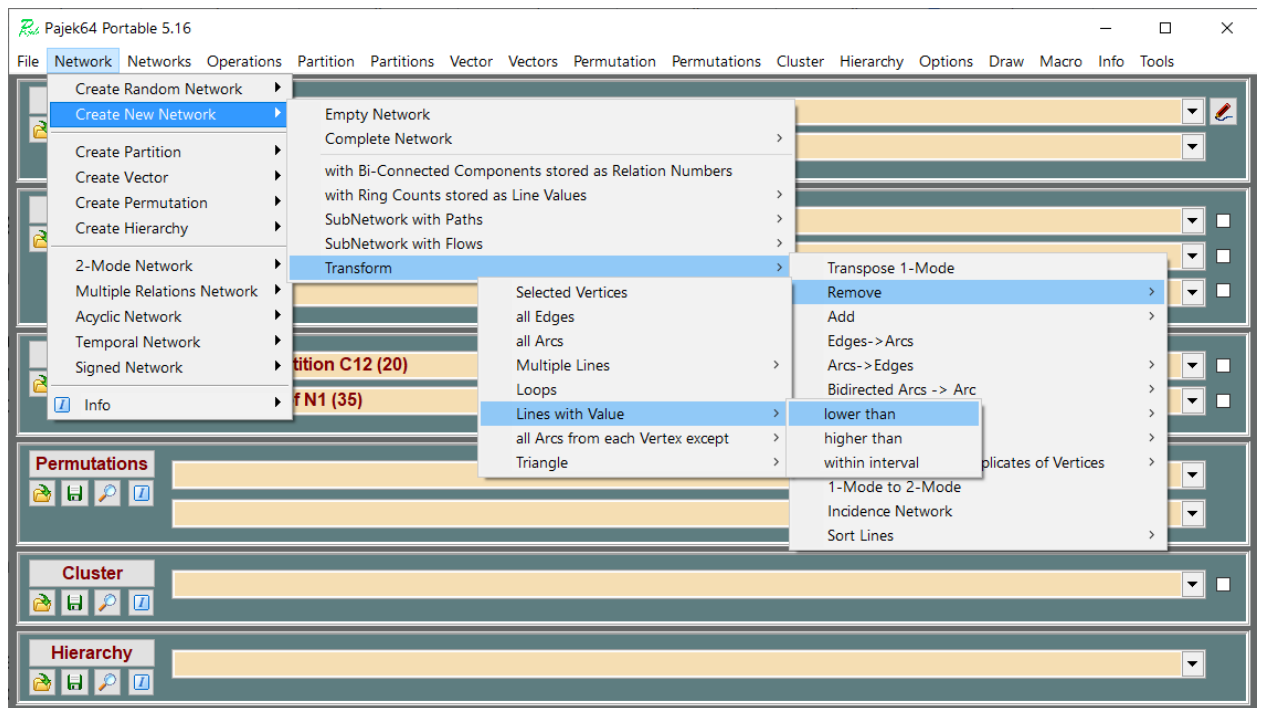 Pajek64 Portable 5.16
File Network Networks Operations Partition Partitions Vector Vectors Permutation Permutations Cluster Hierarchy Options Draw Macro Info Tools
Create Random Network
Create New Network
Create Partition
Create Vector
Create Permutation
Create Hierarchy
2-Mode Network
Multiple Relations Network
Acyclic Network
Temporal Network
Signed Network
Info
Empty Network
Complete Network
with Bi-Connected Components stored as Relation Numbers
with Ring Counts stored as Line Values
SubNetwork with Paths
SubNetwork with Flows
Transform
Transpose 1-Mode
Remove
Add
Edges->Arcs
Arcs->Edges
Bidirected Arcs -> Arc
of Vertices
1-Mode to 2-Mode
Incidence Network
Sort Lines
Selected Vertices
all Edges
all Arcs
Multiple Lines
Loops
Lines with Value
all Arcs from each Vertex except
Triangle
lower than
higher than
within interval
C12 (20)
of N1 (35)
Permutations
Cluster
Hierarchy